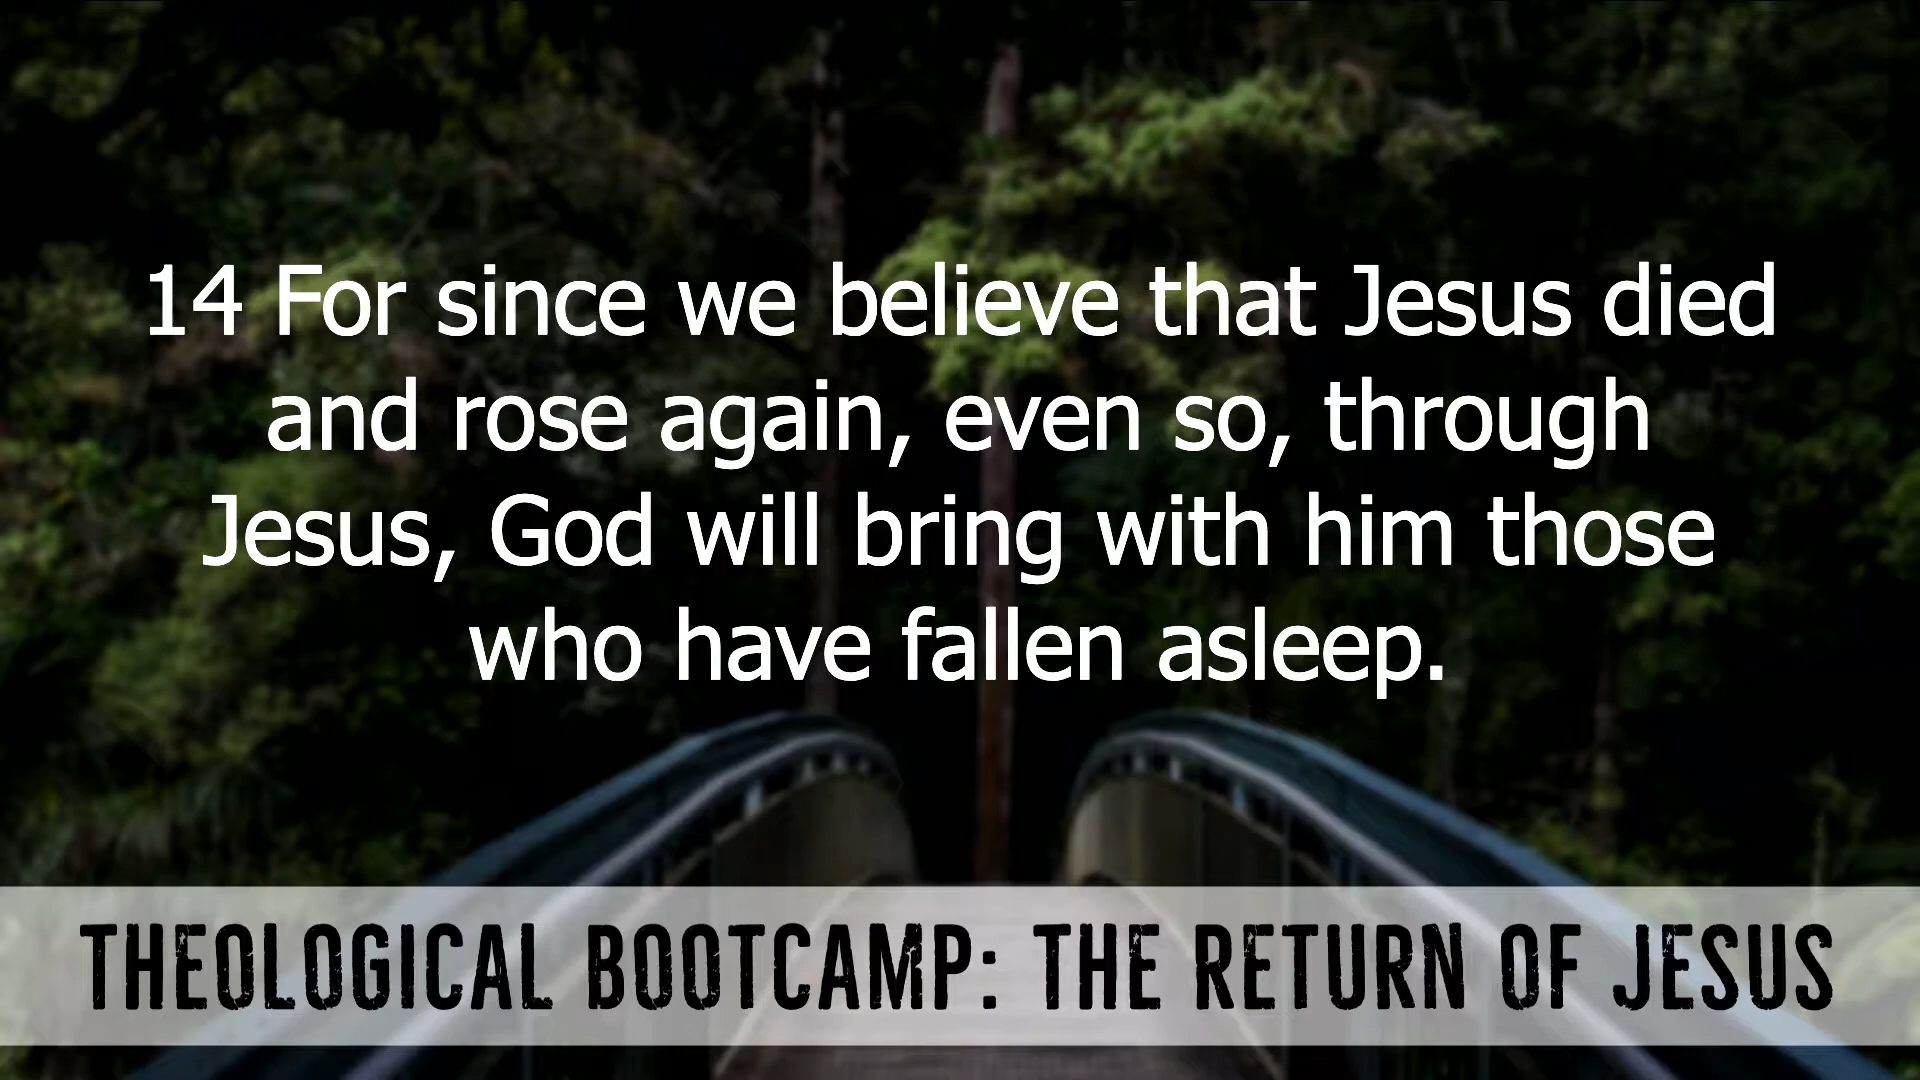 14 For since we believe that Jesus died
and rose again, even so, through
Jesus, God will bring with him those
who have fallen asleep.
THEOLOGICAL BOOTCAMP: THE RETURN OF JESUS